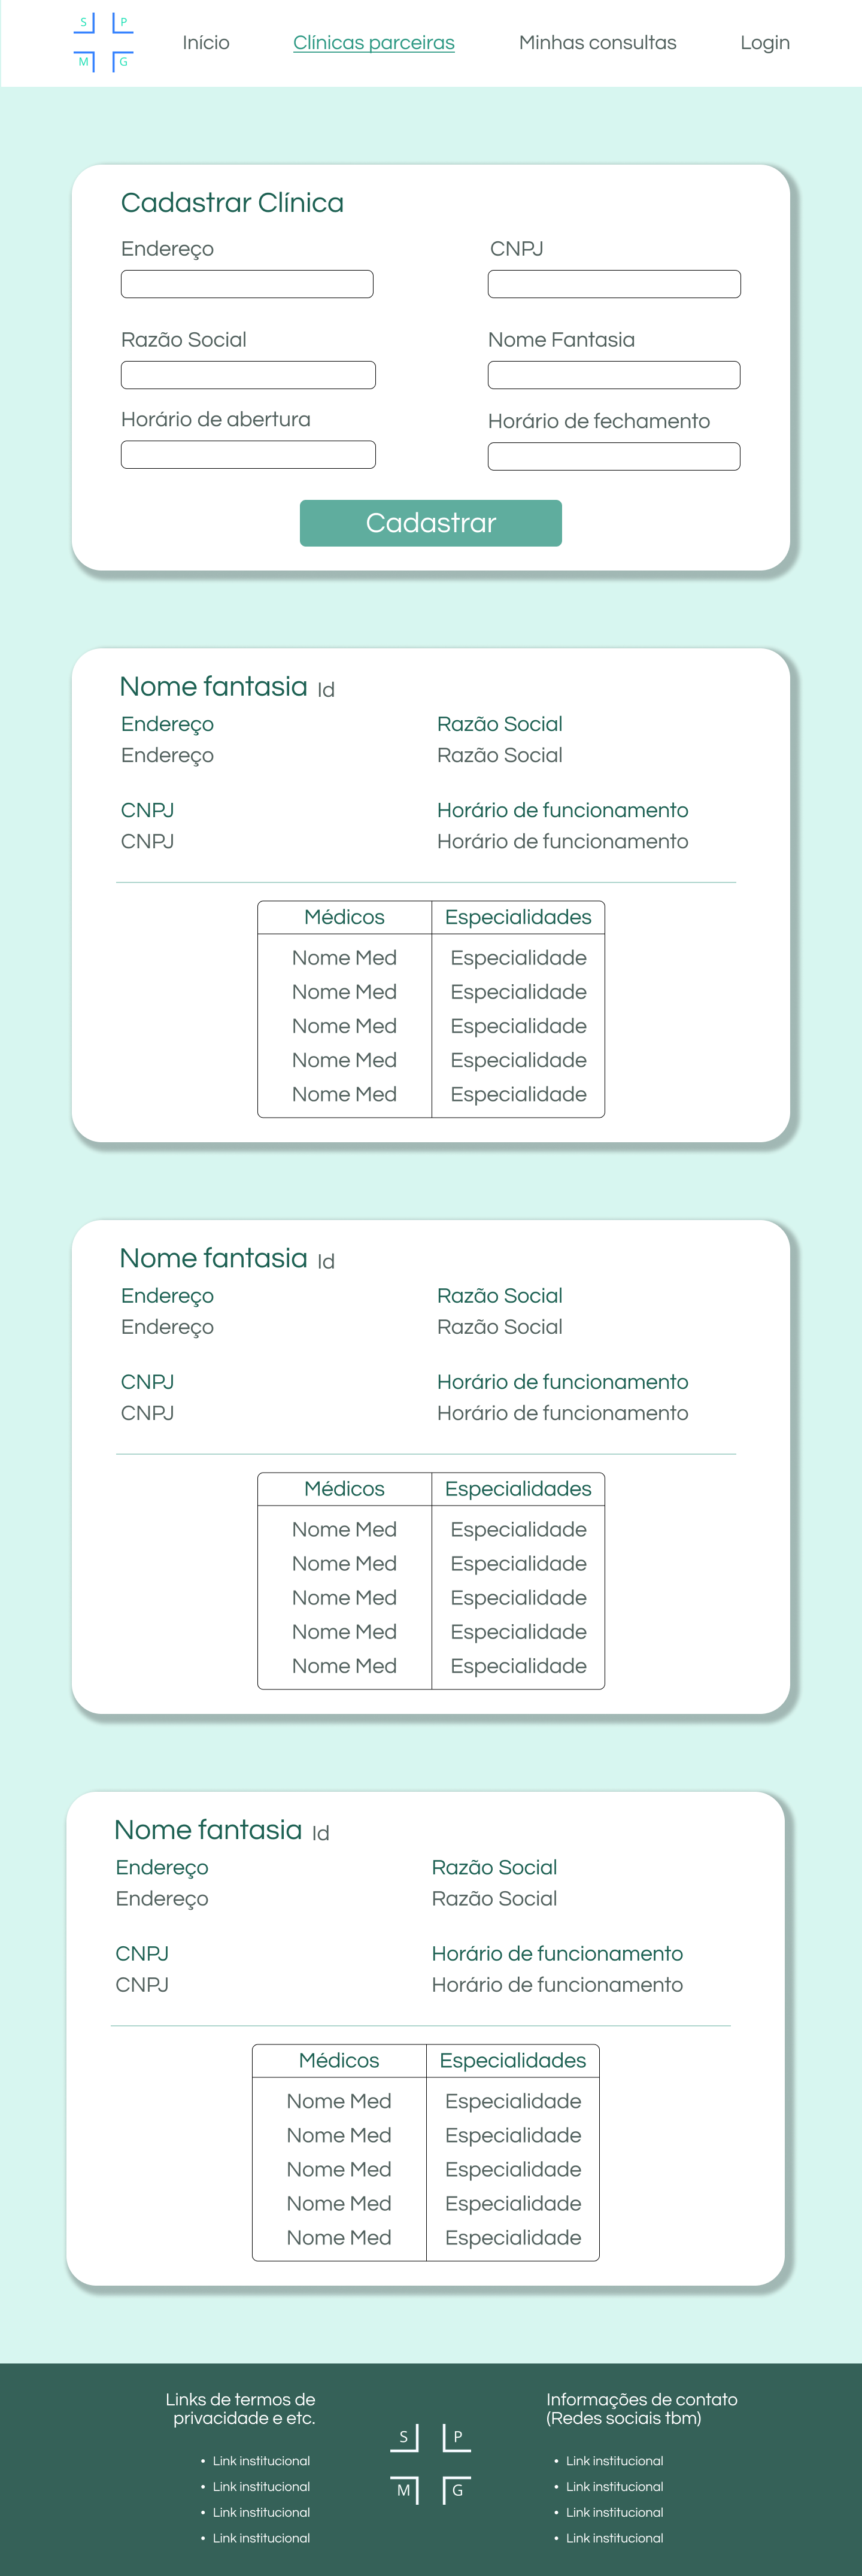 S P
M G
Início
Clínicas parceiras
Minhas consultas
Login
Cadastrar Clínica
Endereço
CNPJ
Razão Social
Nome Fantasia
Horário de abertura
Horário de fechamento
Cadastrar
Nome fantasia Id
Endereço
Razão Social
Endereço
Razão Social
CNPJ
Horário de funcionamento
CNPJ
Horário de funcionamento
Médicos
Especialidades
Nome Med
Especialidade
Nome Med
Especialidade
Nome Med
Especialidade
Nome Med
Especialidade
Nome Med
Especialidade
Nome fantasia Id
Endereço
Razão Social
Endereço
Razão Social
CNPJ
Horário de funcionamento
CNPJ
Horário de funcionamento
Médicos
Especialidades
Nome Med
Especialidade
Nome Med
Especialidade
Nome Med
Especialidade
Nome Med
Especialidade
Nome Med
Especialidade
Nome fantasia Id
Endereço
Razão Social
Endereço
Razão Social
CNPJ
Horário de funcionamento
CNPJ
Horário de funcionamento
Médicos
Especialidades
Nome Med
Especialidade
Nome Med
Especialidade
Nome Med
Especialidade
Nome Med
Especialidade
Nome Med
Especialidade
Links de termos de
privacidade e etc.
• Link institucional
• Link institucional
• Link institucional
• Link institucional
S P
M G
Informações de contato
(Redes sociais tbm)
• Link institucional
• Link institucional
• Link institucional
• Link institucional